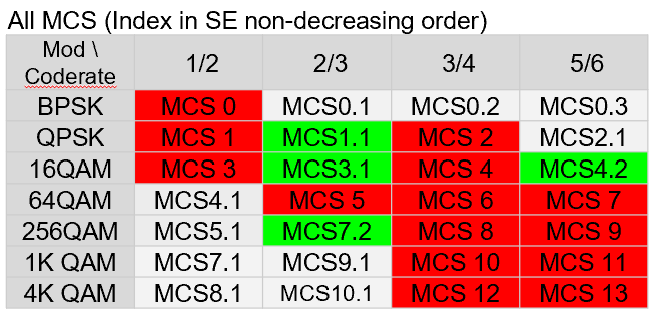 All MCS (Index in SE non-decreasing order)
Mod \ Coderate 1/2 2/3 3/4 5/6
BPSK MCS 0 MCS0.1 MCS0.2 MCS0.3
QPSK MCS 1 MCS1.1 MCS 2 MCS2.1
16QAM MCS 3 MCS3.1 MCS 4 MCS4.2
64QAM MCS4.1 MCS 5 MCS 6 MCS 7
256QAM MCS5.1 MCS7.2 MCS 8 MCS 9
1K QAM MCS7.1 MCS9.1 MCS 10 MCS 11
4K QAM MCS8.1 MCS10.1 MCS 12 MCS 13